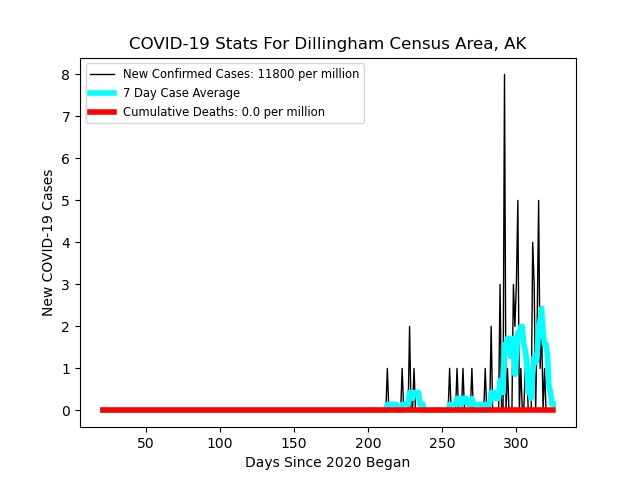 COVID-19 Stats For Dillingham Census Area, AK
New Confirmed Cases: 11800 per million
7 Day Case Average
Cumulative Deaths: 0.0 per million
New COVID-19 Cases
8
7
6
5
4
3
2
1
0
50 100 150 200 250 300
Days Since 2020 Began